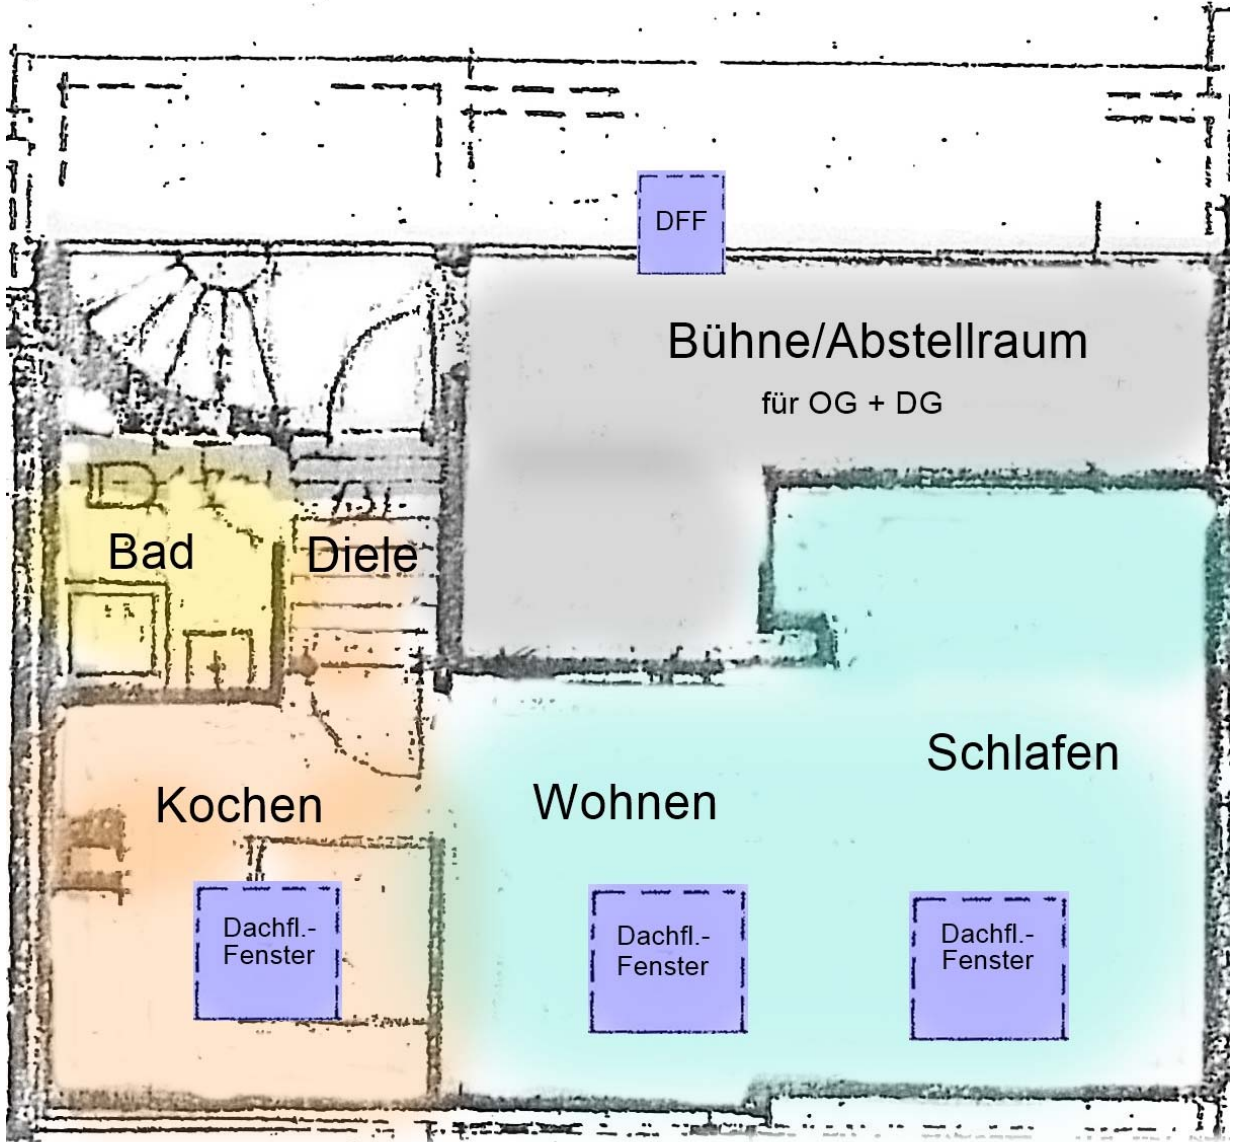 DFF
Bühne/Abstellraum
für OG + DG
Bad
Diele
Schlafen
Kochen
Wohnen
Dachfl.-
Fenster
Dachfl.-
Fenster
Dachfl.-
Fenster